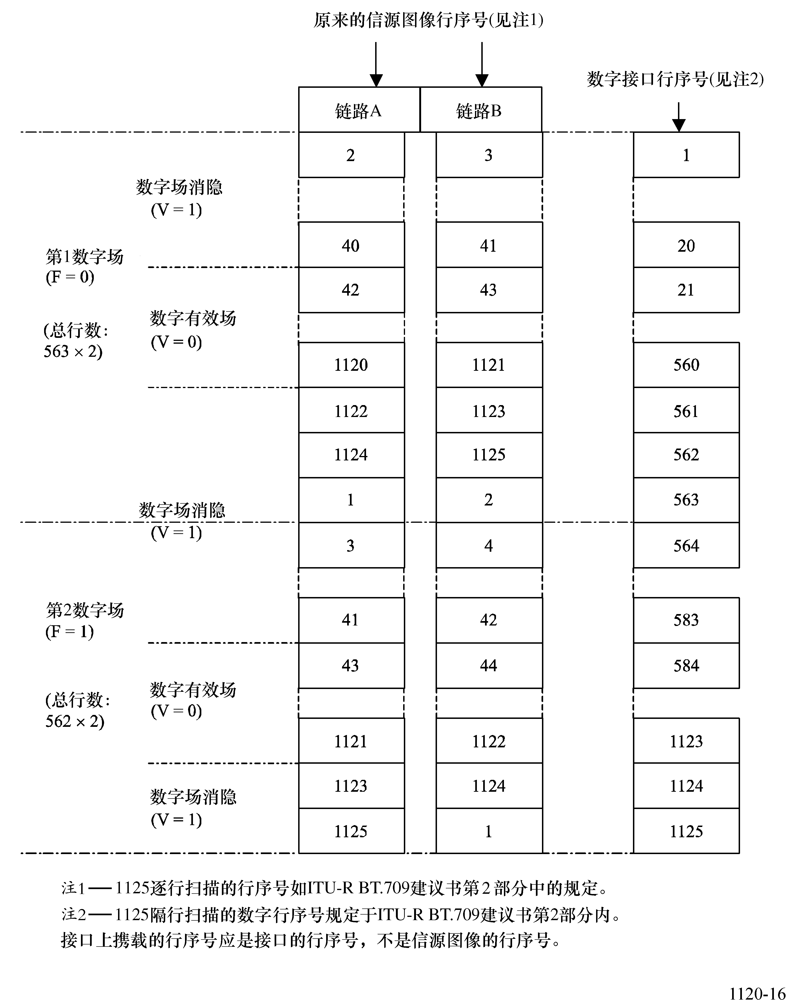 原来的信源图像行序号(见注1)
数字接口行序号(见注2)
链路A 链路B
2 3 1
数字场消隐
(V = 1)
40 41 20
第1数字场
(F = 0)
42 43 21
数字有效场
(V = 0)
(总行数:
563 × 2)
1120 1121 560
1122 1123 561
1124 1125 562
1 2 563
数字场消隐
(V = 1)
3 4 564
第2数字场
(F = 1)
41 42 583
43 44 584
数字有效场
(V = 0)
(总行数:
562 × 2)
1121 1122 1123
1123 1124 1124
数字场消隐
(V = 1)
1125 1 1125
注1 — 1125逐行扫描的行序号如ITU-R BT.709建议书第2部分中的规定。
注2 — 1125隔行扫描的数字行序号规定于ITU-R BT.709建议书第2部分内。
接口上携载的行序号应是接口的行序号，不是信源图像的行序号。
1120-16